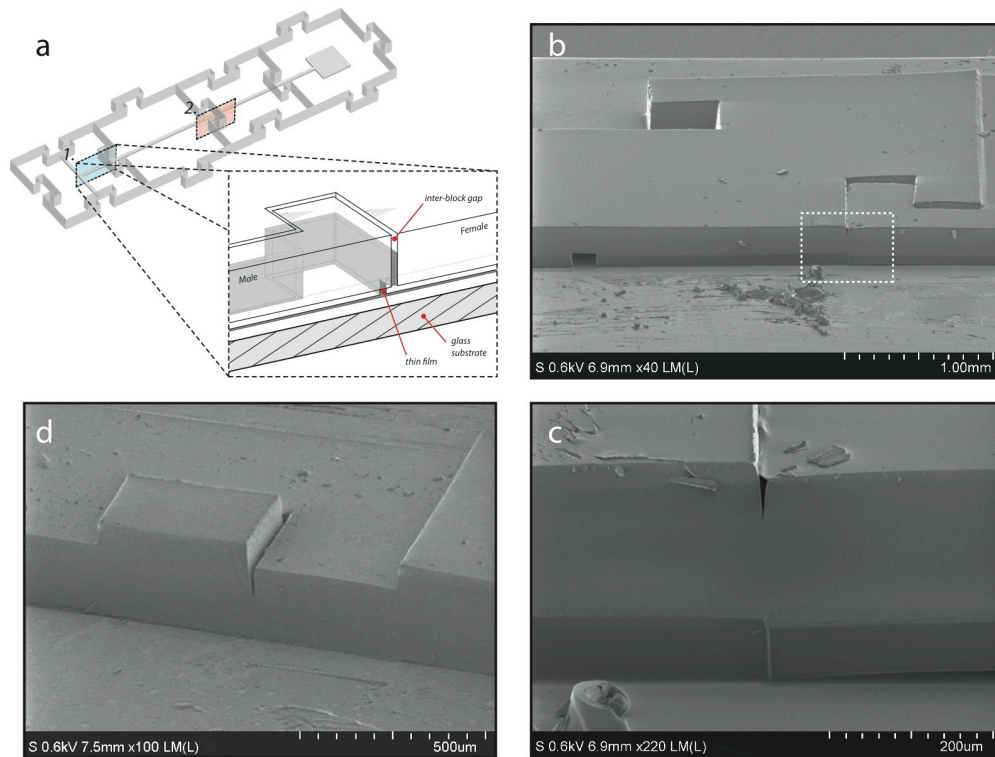 a
1.
2.
inter-block gap
Female
Male
glass
substrate
thin film
b
S 0.6kV 6.9mm x40 LM(L)
1.00mm
d
S 0.6kV 7.5mm x100 LM(L)
500um
c
S 0.6kV 6.9mm x220 LM(L)
200um